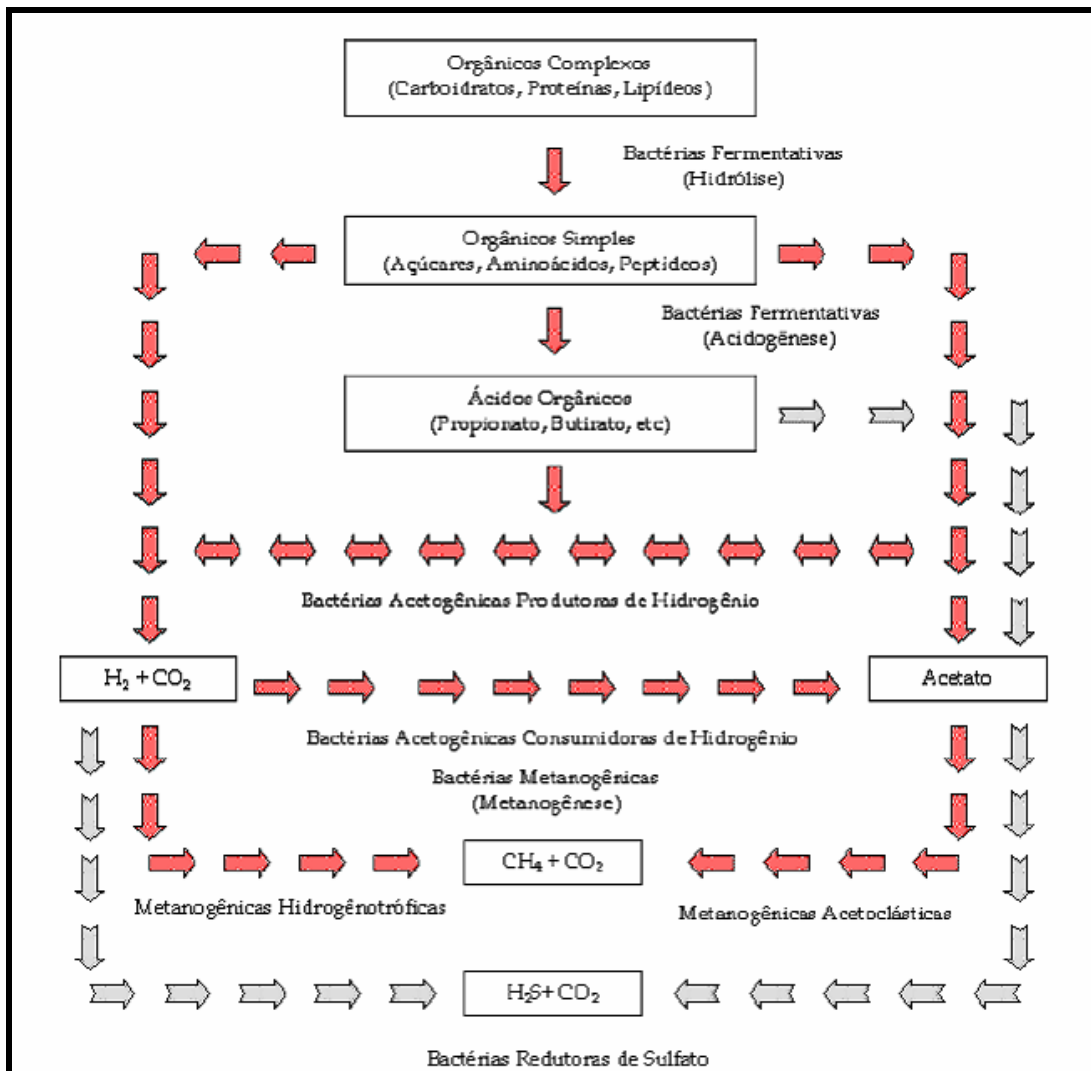 Orgânicos Complexos
(Carboidratos, Proteínas, Lipídeos)
Bactérias Fermentativas
(Hidrólise)
Orgânicos Simples
(Açúcares, Aminoácidos, Peptídeos)
Bactérias Fermentativas
(Acidogênese)
Ácidos Orgânicos
(Propionato, Butirato, etc)
Bactérias Acetogênicas Produtoras de Hidrogênio
H₂ + CO₂
Acetato
Bactérias Acetogênicas Consumidoras de Hidrogênio
Bactérias Metanogênicas
(Metanogênese)
CH₄ + CO₂
Metanogênicas Hidrogênotróficas
Metanogênicas Acetoclásticas
H₂S+ CO₂
Bactérias Redutoras de Sulfato